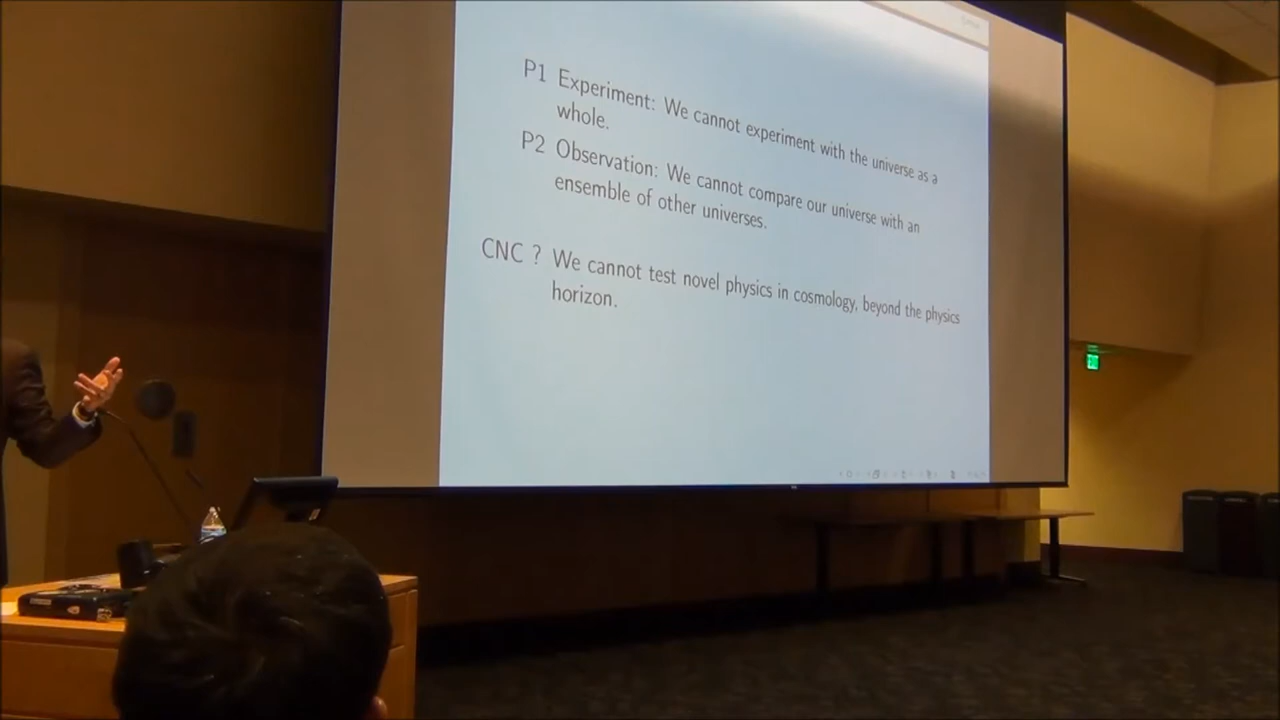 P1 Experiment: We cannot experiment with the universe as a
whole.
P2 Observation: We cannot compare our universe with an
ensemble of other universes.
CNC ? We cannot test novel physics in cosmology, beyond the physics
horizon.